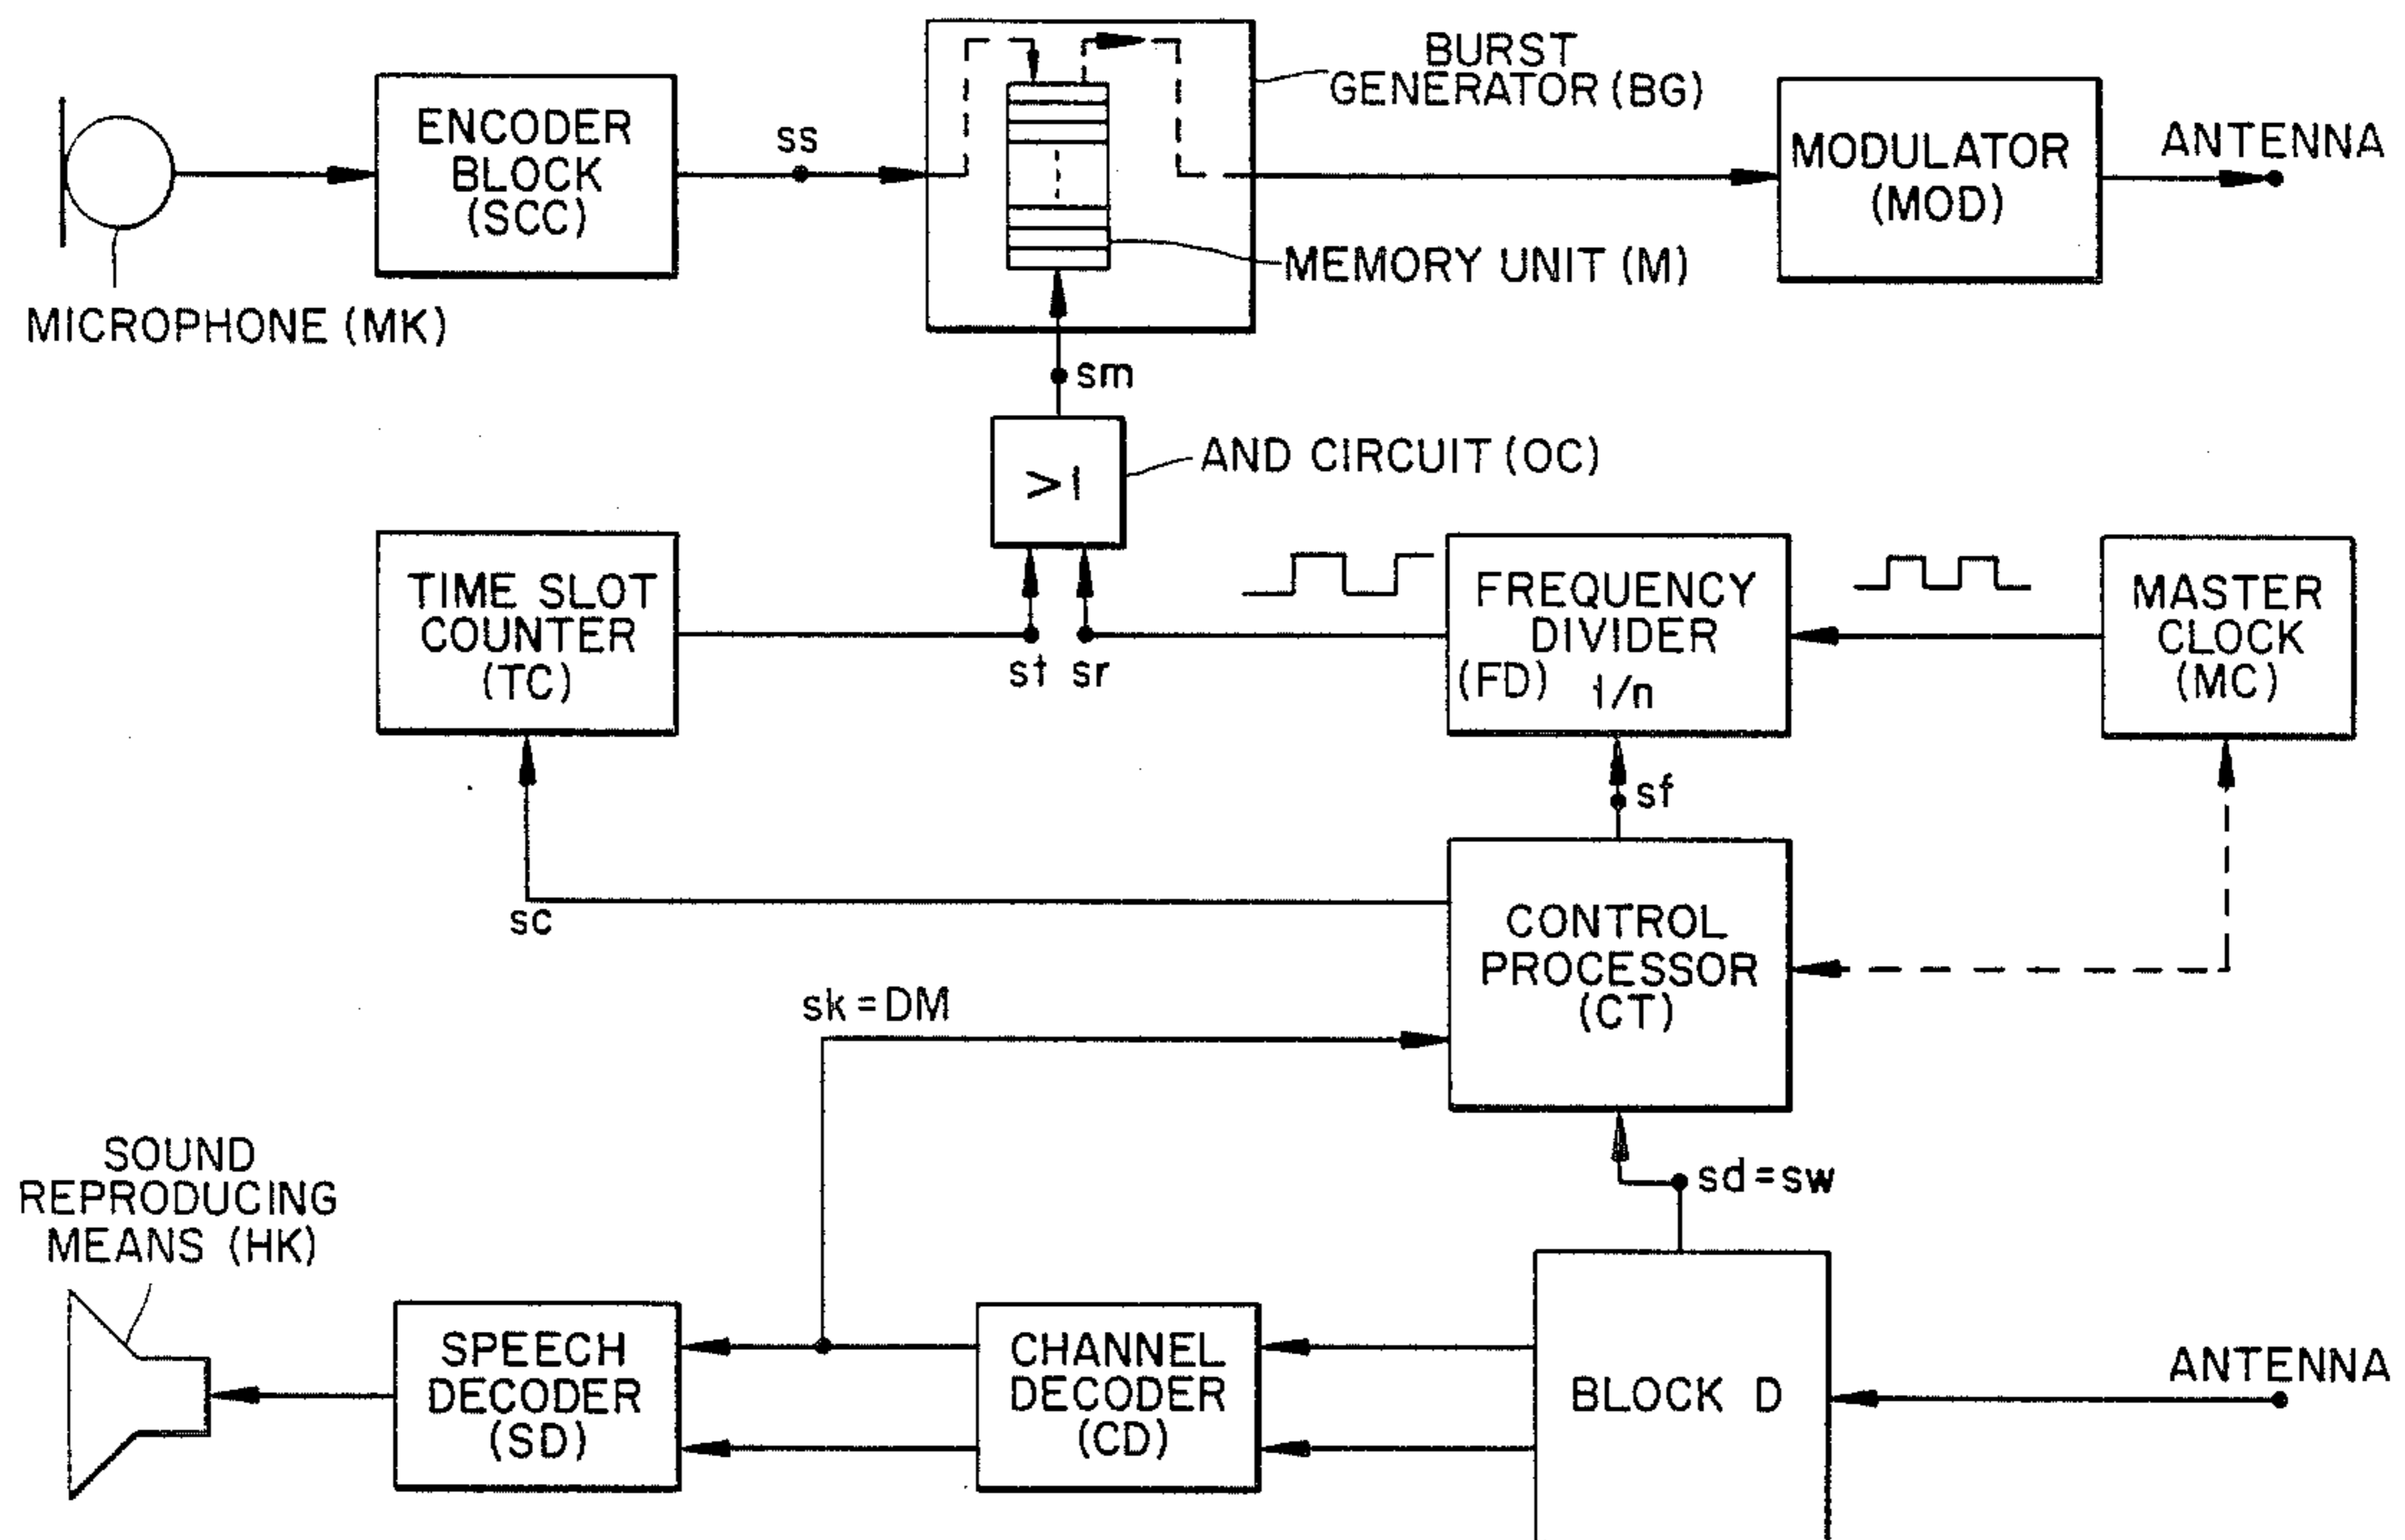 BURST
GENERATOR (BG)
ENCODER
BLOCK
(SCC)
ss
MODULATOR
(MOD)
ANTENNA
MEMORY UNIT (M)
MICROPHONE (MK)
sm
AND CIRCUIT (OC)
>1
TIME SLOT
COUNTER
(TC)
st
sr
FREQUENCY
DIVIDER
(FD) 1/n
MASTER
CLOCK
(MC)
sf
sc
CONTROL
PROCESSOR
(CT)
sk = DM
sd = sw
SOUND
REPRODUCING
MEANS (HK)
SPEECH
DECODER
(SD)
CHANNEL
DECODER
(CD)
BLOCK D
ANTENNA